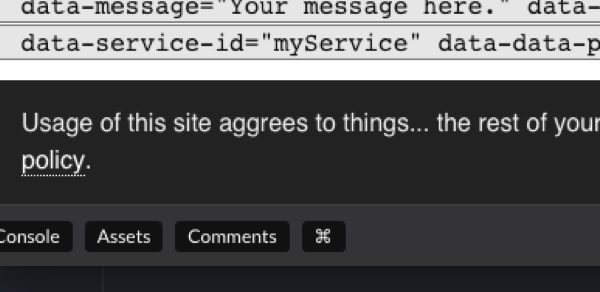 data-message="Your message here." data-
data-service-id="myService" data-data-p
Usage of this site aggrees to things... the rest of your
policy.
Console
Assets
Comments
⌘